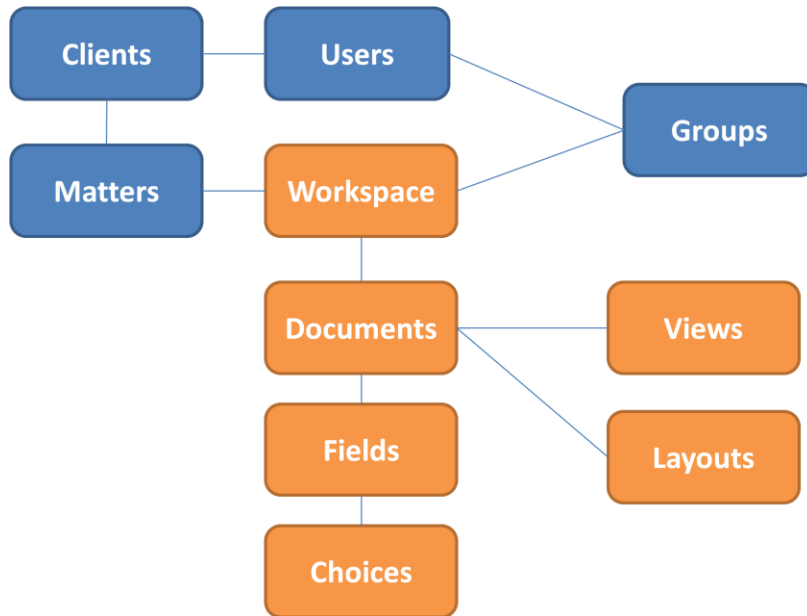 Clients
Users
Groups
Matters
Workspace
Documents
Views
Fields
Layouts
Choices